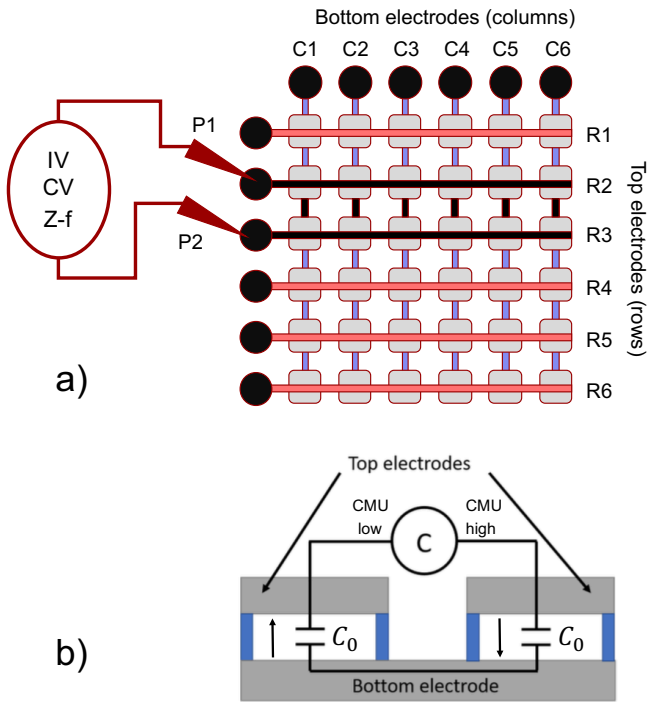 Bottom electrodes (columns)
C1 C2 C3 C4 C5 C6
P1
IV
CV
Z-f
P2
R1
R2
R3
R4
R5
R6
Top electrodes (rows)
a)
Top electrodes
CMU
low
C
CMU
high
C₀
C₀
Bottom electrode
b)